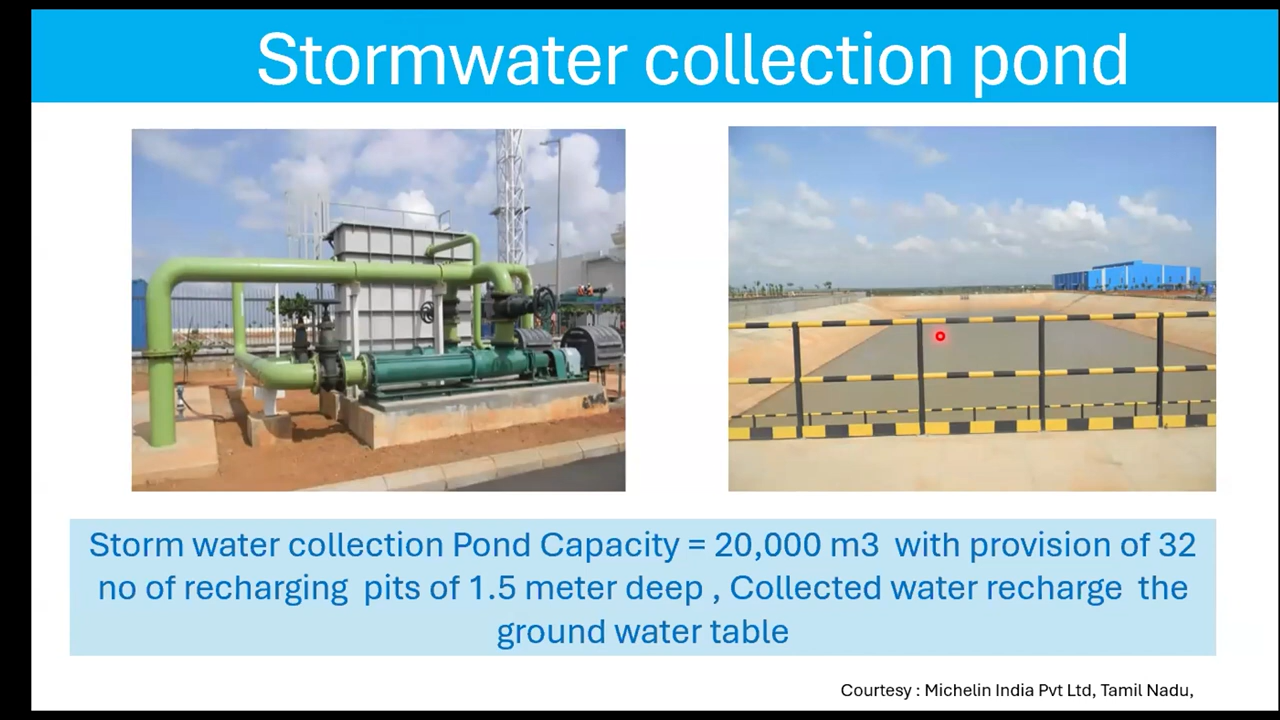 Stormwater collection pond
Storm water collection Pond Capacity = 20,000 m3  with provision of 32
no of recharging  pits of 1.5 meter deep , Collected water recharge  the
ground water table
Courtesy : Michelin India Pvt Ltd, Tamil Nadu,